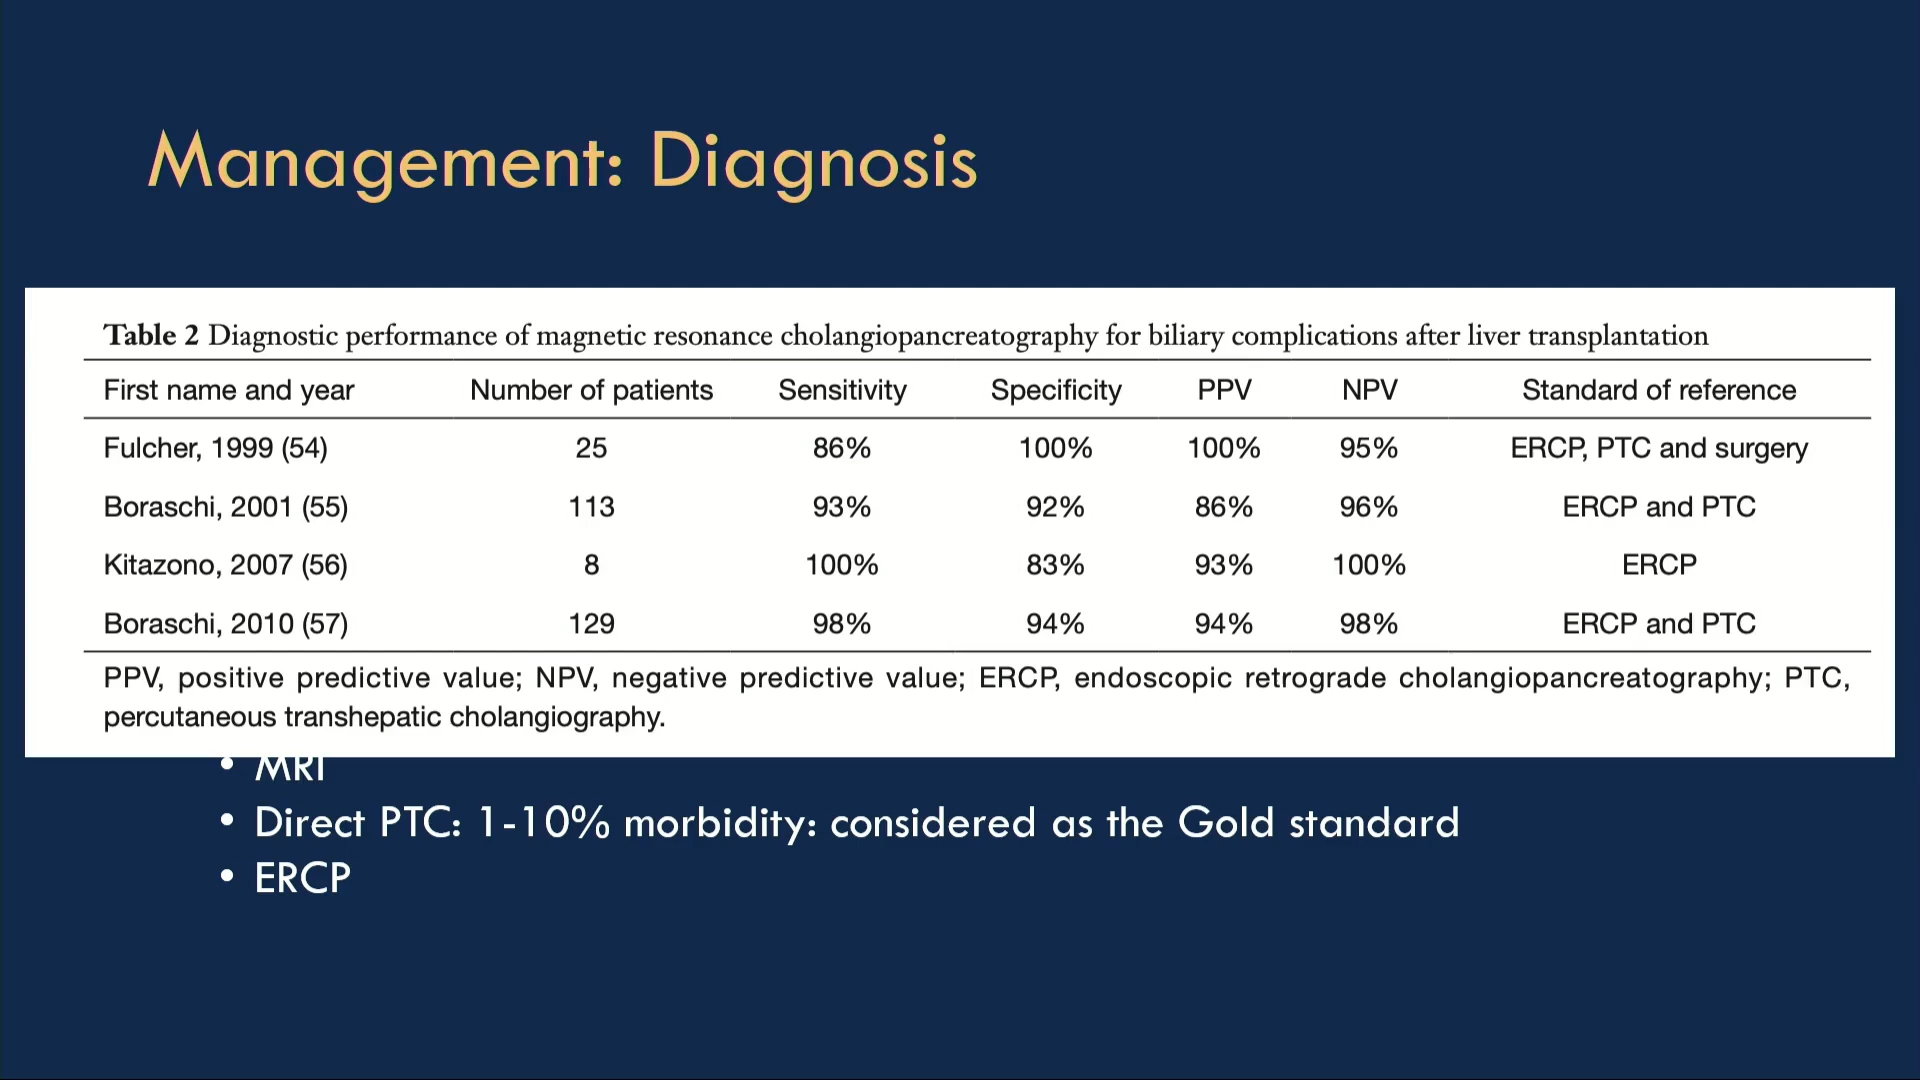 Management: Diagnosis
Table 2 Diagnostic performance of magnetic resonance cholangiopancreatography for biliary complications after liver transplantation
First name and year Number of patients Sensitivity Specificity PPV NPV Standard of reference
Fulcher, 1999 (54) 25 86% 100% 100% 95% ERCP, PTC and surgery
Boraschi, 2001 (55) 113 93% 92% 86% 96% ERCP and PTC
Kitazono, 2007 (56) 8 100% 83% 93% 100% ERCP
Boraschi, 2010 (57) 129 98% 94% 94% 98% ERCP and PTC
PPV, positive predictive value; NPV, negative predictive value; ERCP, endoscopic retrograde cholangiopancreatography; PTC,
percutaneous transhepatic cholangiography.
• MRI
• Direct PTC: 1-10% morbidity: considered as the Gold standard
• ERCP